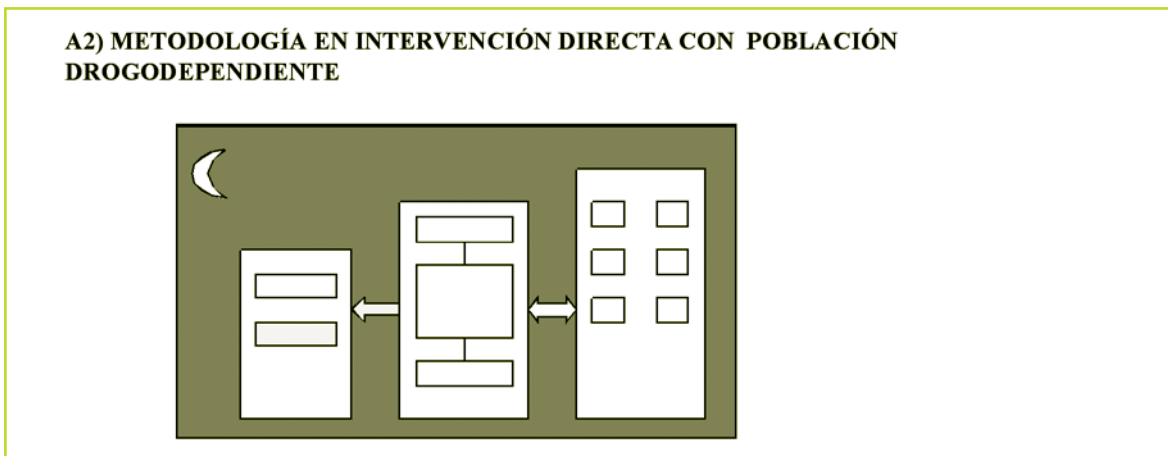 A2) METODOLOGÍA EN INTERVENCIÓN DIRECTA CON POBLACIÓN
DROGODEPENDIENTE